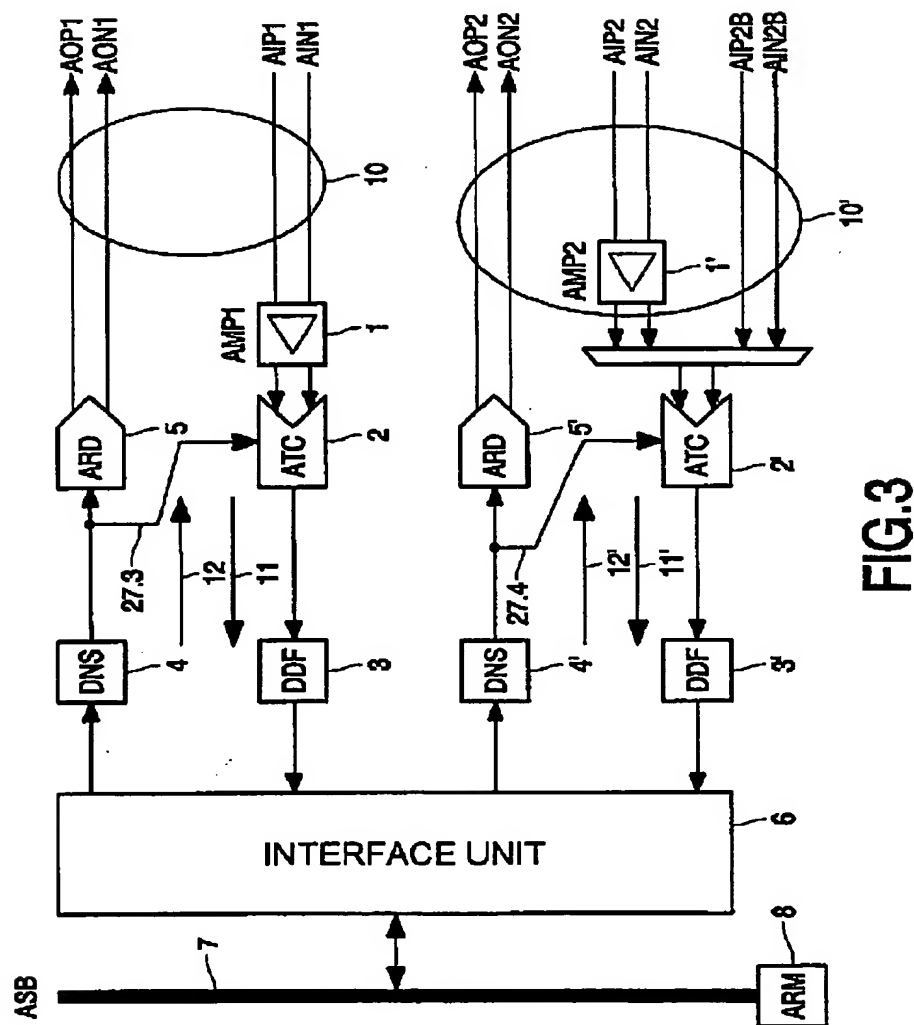 AOP1
AON1
AIP1
AIN1
10
AMP1
1
ARD
5
ATC
2
27.3
12
11
DNS
4
DDF
3
AOP2
AON2
AIP2
AIN2
AIP2B
AIN2B
10'
AMP2
1'
ARD
5'
ATC
2'
27.4
12'
11'
DNS
4'
DDF
3'
INTERFACE UNIT
6
ASB
7
ARM
8
FIG.3